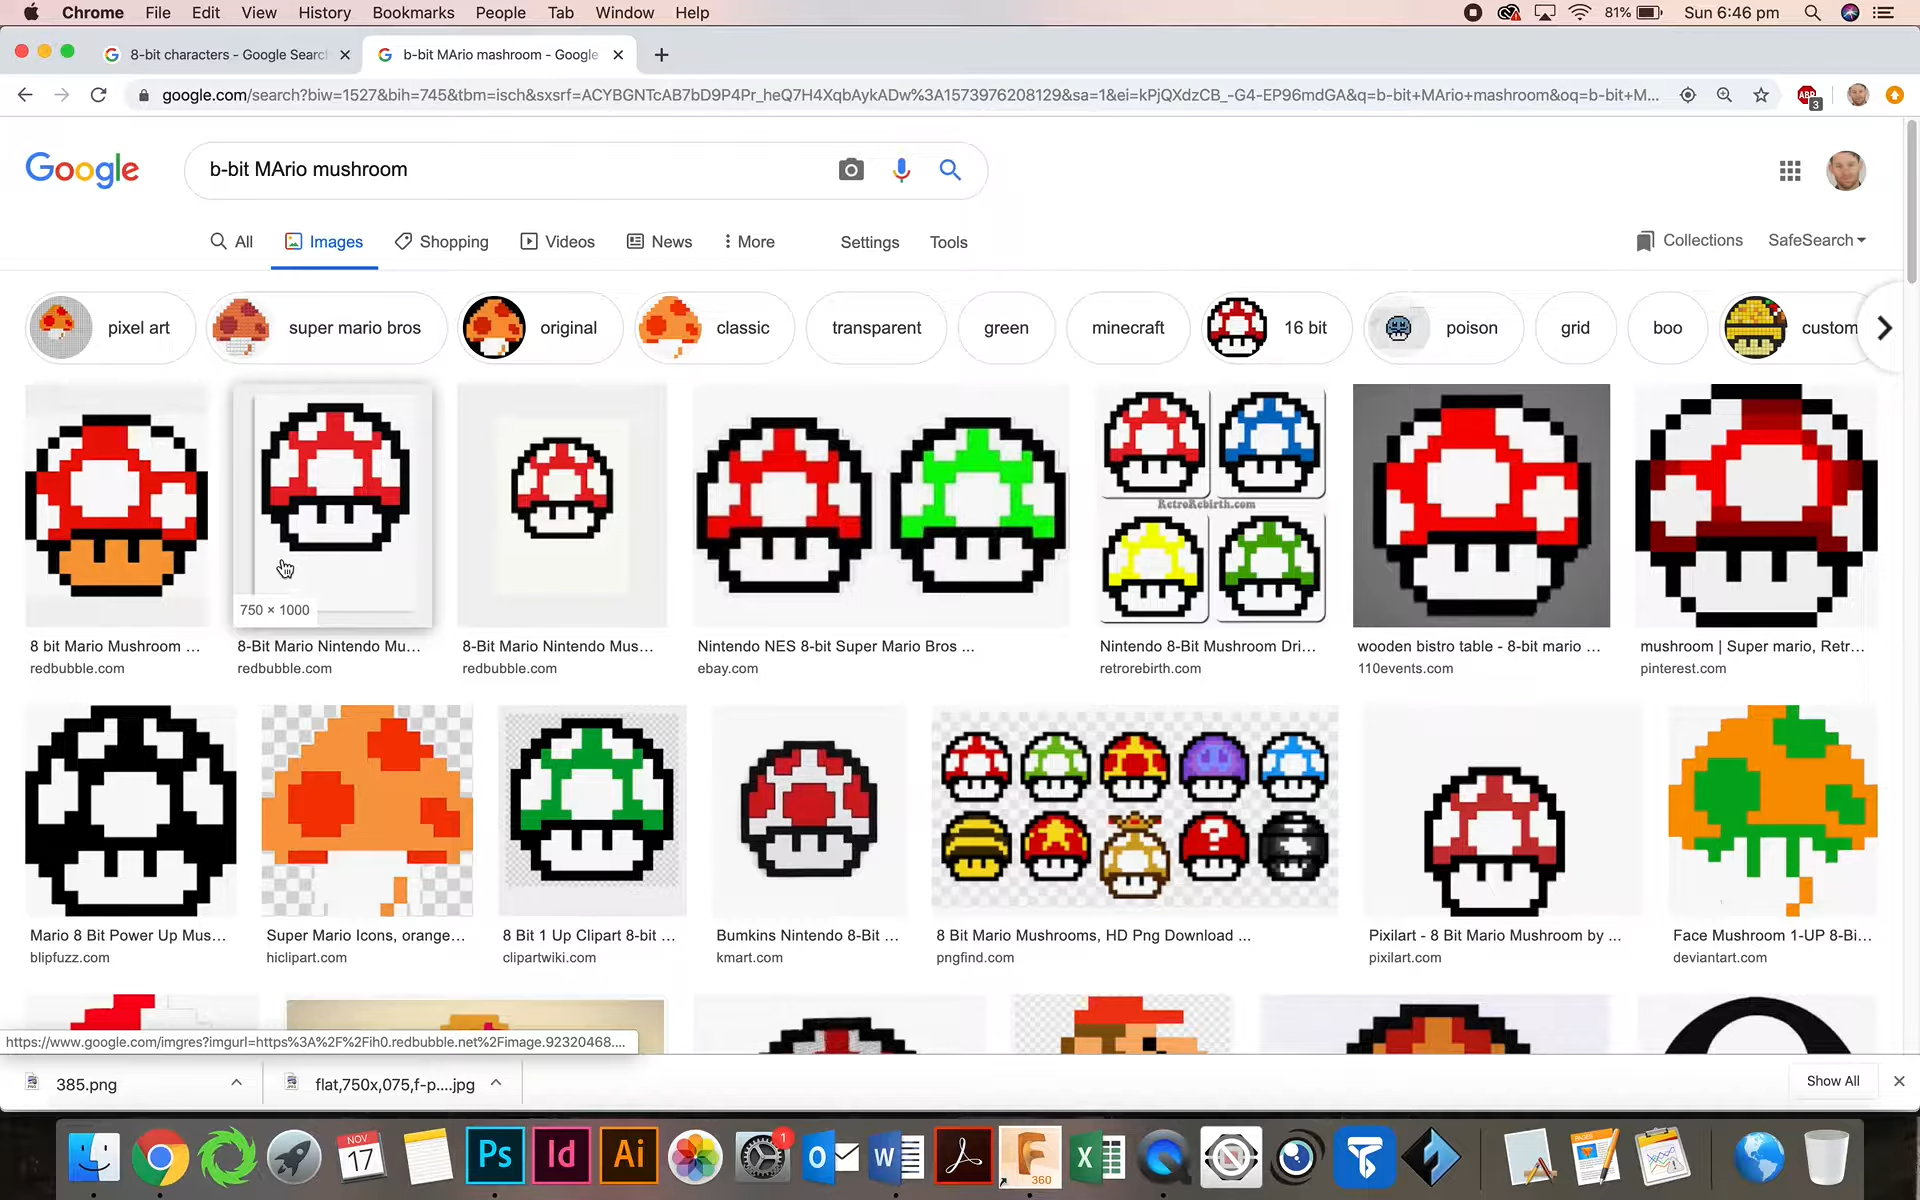 Chrome File Edit View History Bookmarks People Tab Window Help 81% Sun 6:46 pm
8-bit characters - Google Searc b-bit MArio mashroom - Google
google.com/search?biw=1527&bih=745&tbm=isch&sxsrf=ACYBGNTcAB7bD9P4Pr_heQ7H4XqbAykADw%3A1573976208129&sa=1&ei=kPjQXdzCB_-G4-EP96mdGA&q=b-bit+MArio+mashroom&oq=b-bit+M... ABP 3
Google b-bit MArio mushroom
All Images Shopping Videos News More Settings Tools Collections SafeSearch
pixel art super mario bros original classic transparent green minecraft 16 bit poison grid boo custom
RetroRebirth.com
750 × 1000
8 bit Mario Mushroom ... 8-Bit Mario Nintendo Mu... 8-Bit Mario Nintendo Mus... Nintendo NES 8-bit Super Mario Bros ... Nintendo 8-Bit Mushroom Dri... wooden bistro table - 8-bit mario ... mushroom | Super mario, Retr...
redbubble.com redbubble.com redbubble.com ebay.com retrorebirth.com 110events.com pinterest.com
?
Mario 8 Bit Power Up Mus... Super Mario Icons, orange... 8 Bit 1 Up Clipart 8-bit ... Bumkins Nintendo 8-Bit ... 8 Bit Mario Mushrooms, HD Png Download ... Pixilart - 8 Bit Mario Mushroom by ... Face Mushroom 1-UP 8-Bi...
blipfuzz.com hiclipart.com clipartwiki.com kmart.com pngfind.com pixilart.com deviantart.com
https://www.google.com/imgres?imgurl=https%3A%2F%2Fih0.redbubble.net%2Fimage.92320468....
385.png flat,750x,075,f-p....jpg Show All
NOV 17 Ps Id Ai 1 O W F 360 X PAGES